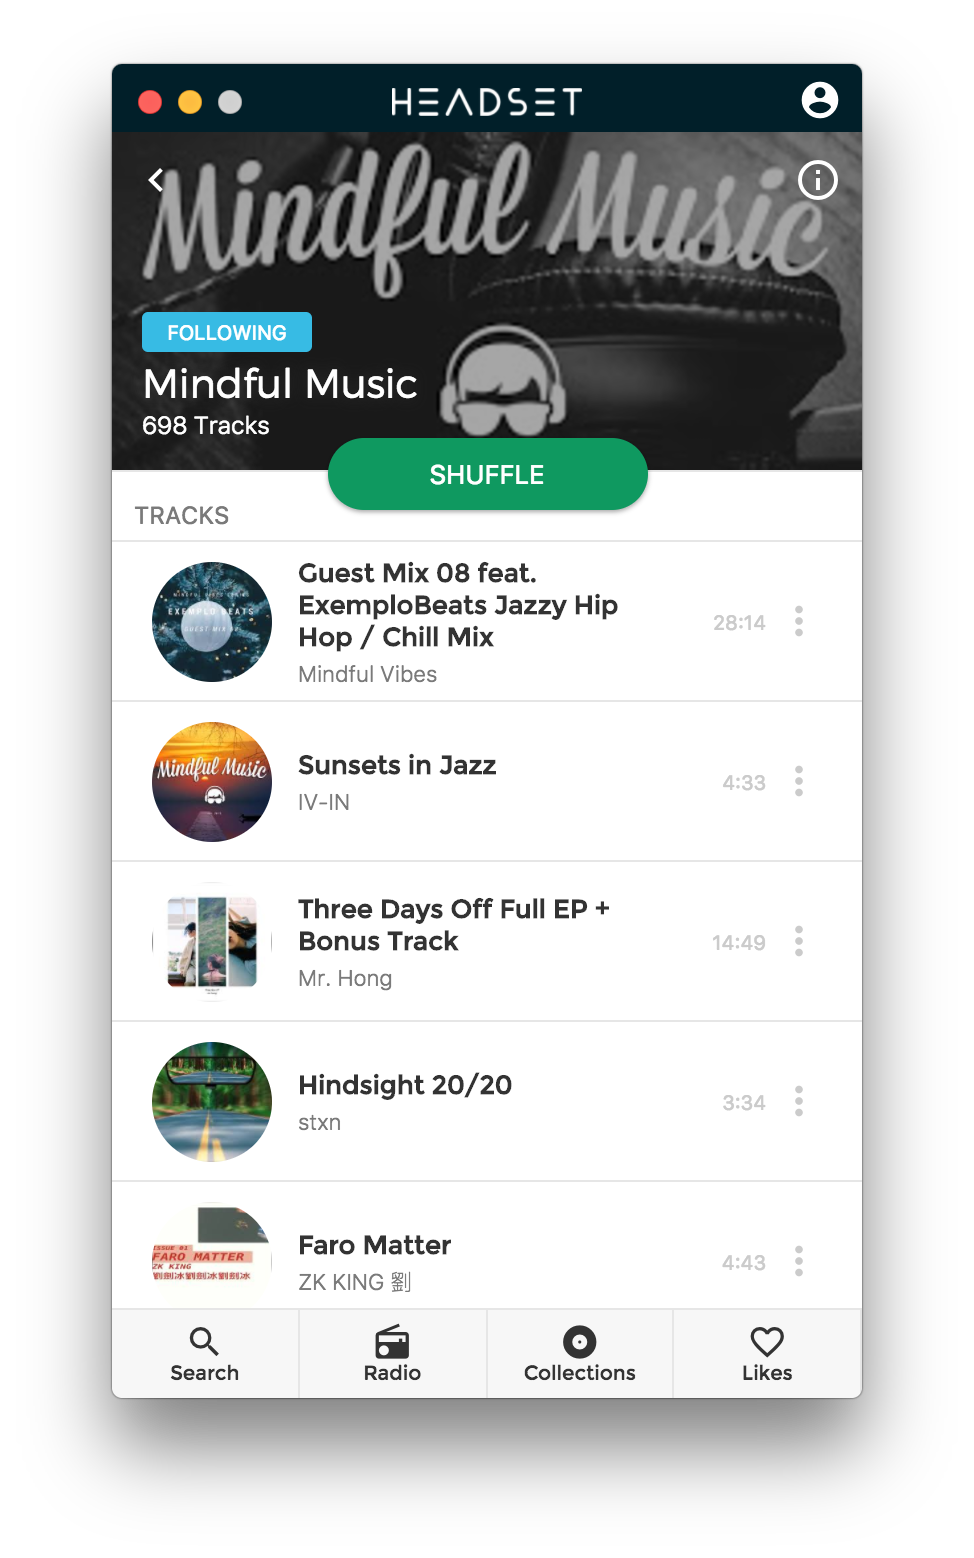 HEADSET
Mindful Music
FOLLOWING
Mindful Music
698 Tracks
SHUFFLE
TRACKS
EXEMPLO BEATS
Guest Mix 08 feat.
ExemploBeats Jazzy Hip
Hop / Chill Mix
28:14
Mindful Vibes
Mindful Music
Sunsets in Jazz
4:33
IV-IN
Three Days Off Full EP +
Bonus Track
14:49
Mr. Hong
Hindsight 20/20
3:34
stxn
ISSUE #1
FARO MATTER
ZK KING
Faro Matter
4:43
ZK KING 劉
Search
Radio
Collections
Likes